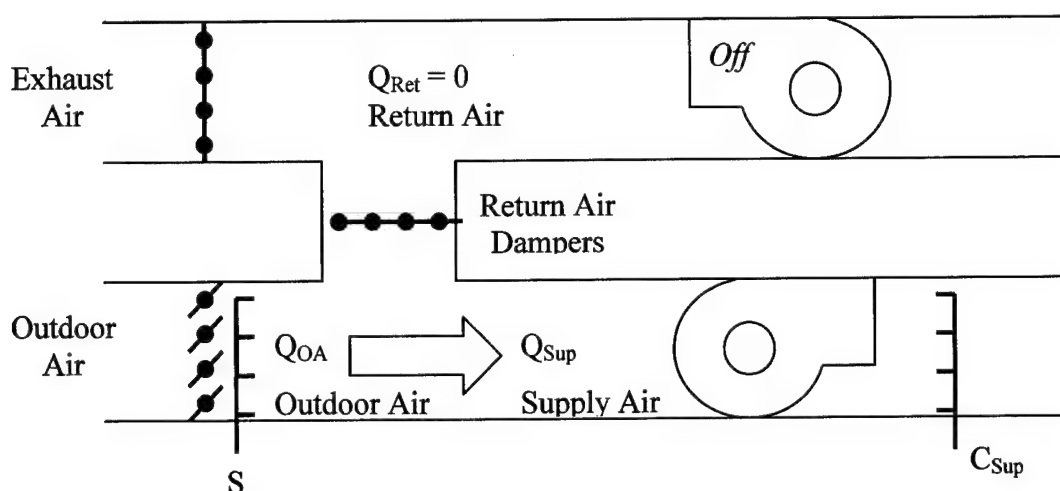 Exhaust
Air
Q_Ret = 0
Return Air
Off
Return Air
Dampers
Outdoor
Air
Q_OA
Outdoor Air
Q_Sup
Supply Air
S
C_Sup